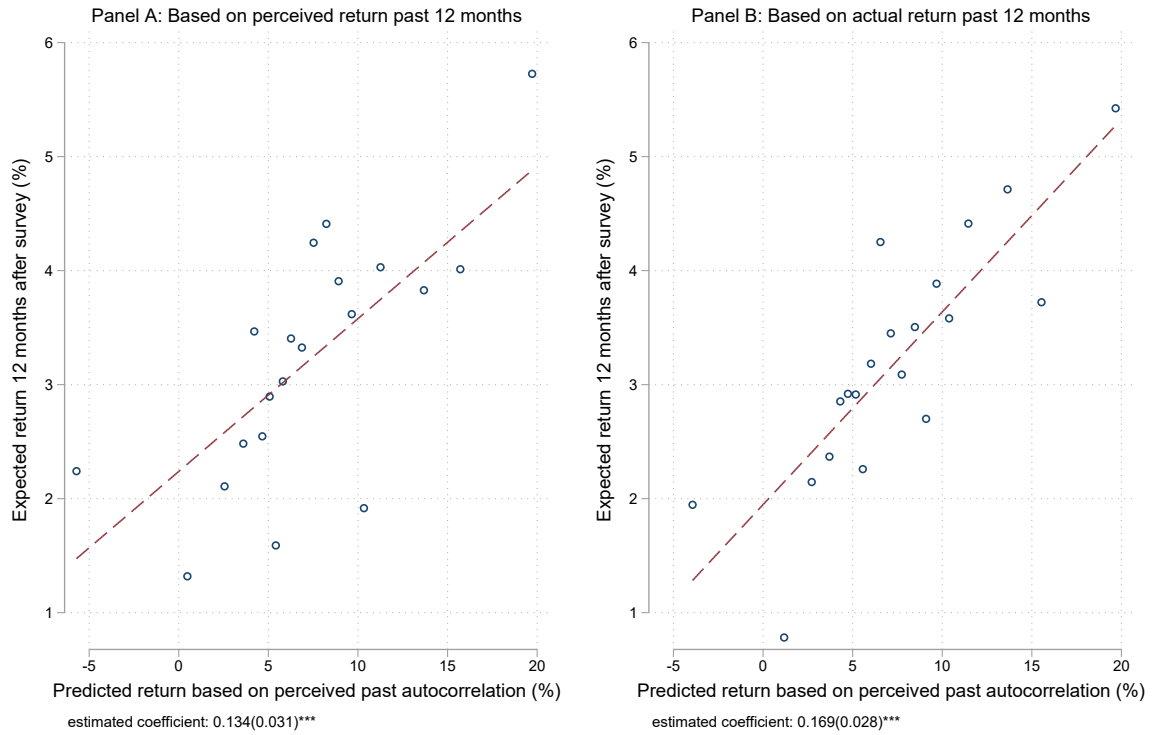 Panel A: Based on perceived return past 12 months
Expected return 12 months after survey (%)
6
5
4
3
2
1
-5 0 5 10 15 20
Predicted return based on perceived past autocorrelation (%)
estimated coefficient: 0.134(0.031)***
Panel B: Based on actual return past 12 months
Expected return 12 months after survey (%)
6
5
4
3
2
1
-5 0 5 10 15 20
Predicted return based on perceived past autocorrelation (%)
estimated coefficient: 0.169(0.028)***